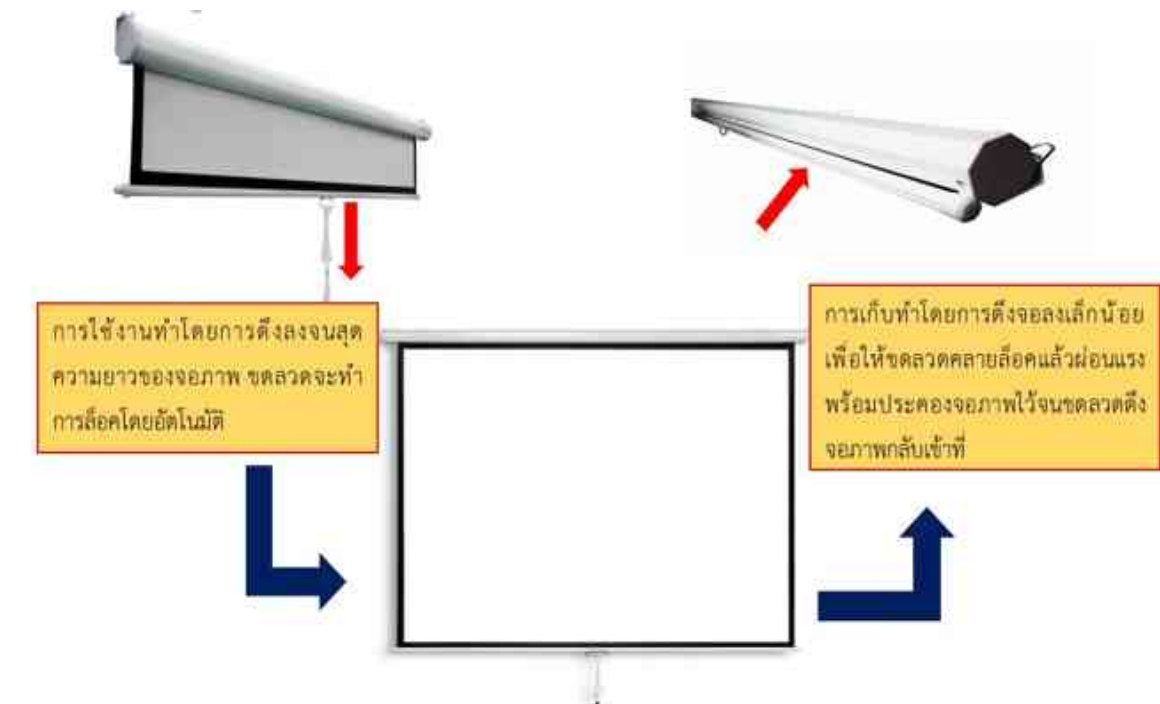 การใช้งานทำโดยการดึงลงจนสุด
ความยาวของจอภาพ ขดลวดจะทำ
การล็อคโดยอัตโนมัติ
การเก็บทำโดยการดึงจอลงเล็กน้อย
เพื่อให้ขดลวดคลายล็อคแล้วผ่อนแรง
พร้อมประคองจอภาพไว้จนขดลวดดึง
จอภาพกลับเข้าที่